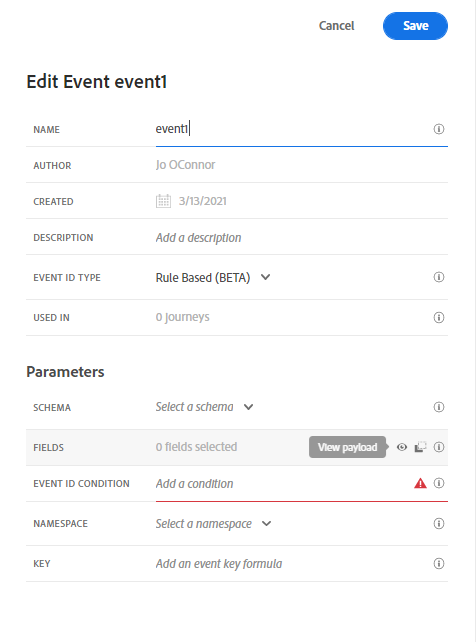 Cancel Save
Edit Event event1
NAME event1
AUTHOR Jo OConnor
CREATED 3/13/2021
DESCRIPTION Add a description
EVENT ID TYPE Rule Based (BETA)
USED IN 0 Journeys
Parameters
SCHEMA Select a schema
FIELDS 0 fields selected View payload
EVENT ID CONDITION Add a condition
NAMESPACE Select a namespace
KEY Add an event key formula